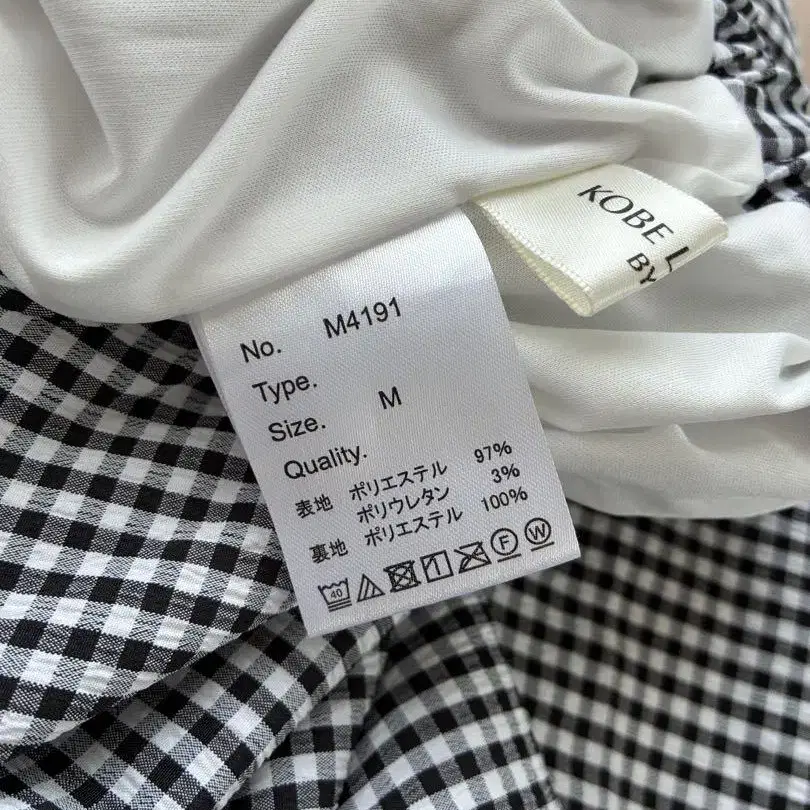 KOBE
BY
No. M4191
Type.
Size. M
Quality.
表地 ポリエステル 97%
ポリウレタン 3%
裏地 ポリエステル 100%
40
F
W